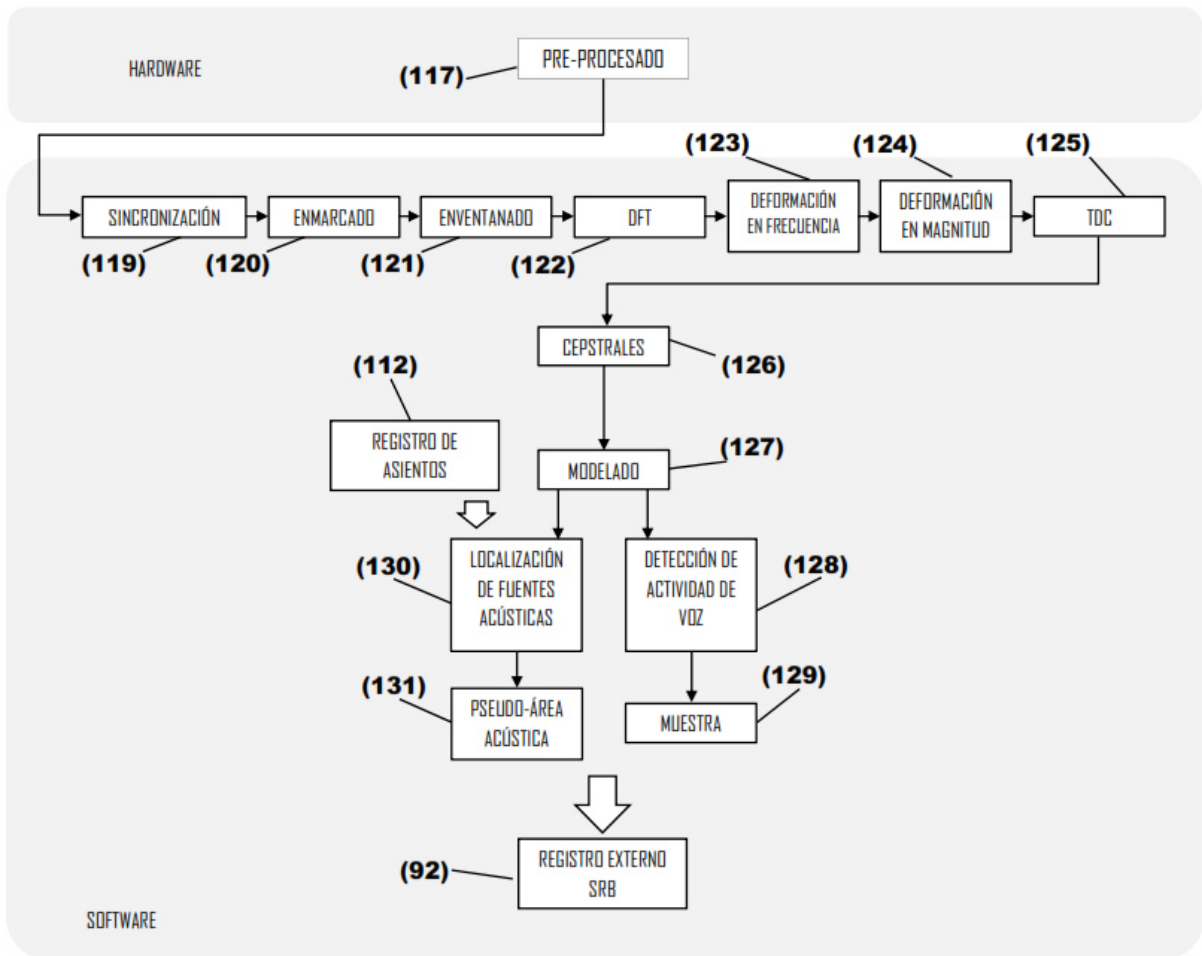 PRE-PROCESADO
HARDWARE
(117)
(123)
(124)
(125)
SINCRONIZACIÓN
ENMARCADO
ENVENTANADO
DFT
DEFORMACIÓN
EN FRECUENCIA
DEFORMACIÓN
EN MAGNITUD
TDC
(119)
(120)
(121)
(122)
CEPSTRALES
(126)
(112)
REGISTRO DE
ASIENTOS
MODELADO
(127)
(130)
LOCALIZACIÓN
DE FUENTES
ACÚSTICAS
DETECCIÓN DE
ACTIVIDAD DE
VOZ
(128)
(131)
PSEUDO-ÁREA
ACÚSTICA
MUESTRA
(129)
(92)
REGISTRO EXTERNO
SRB
SOFTWARE